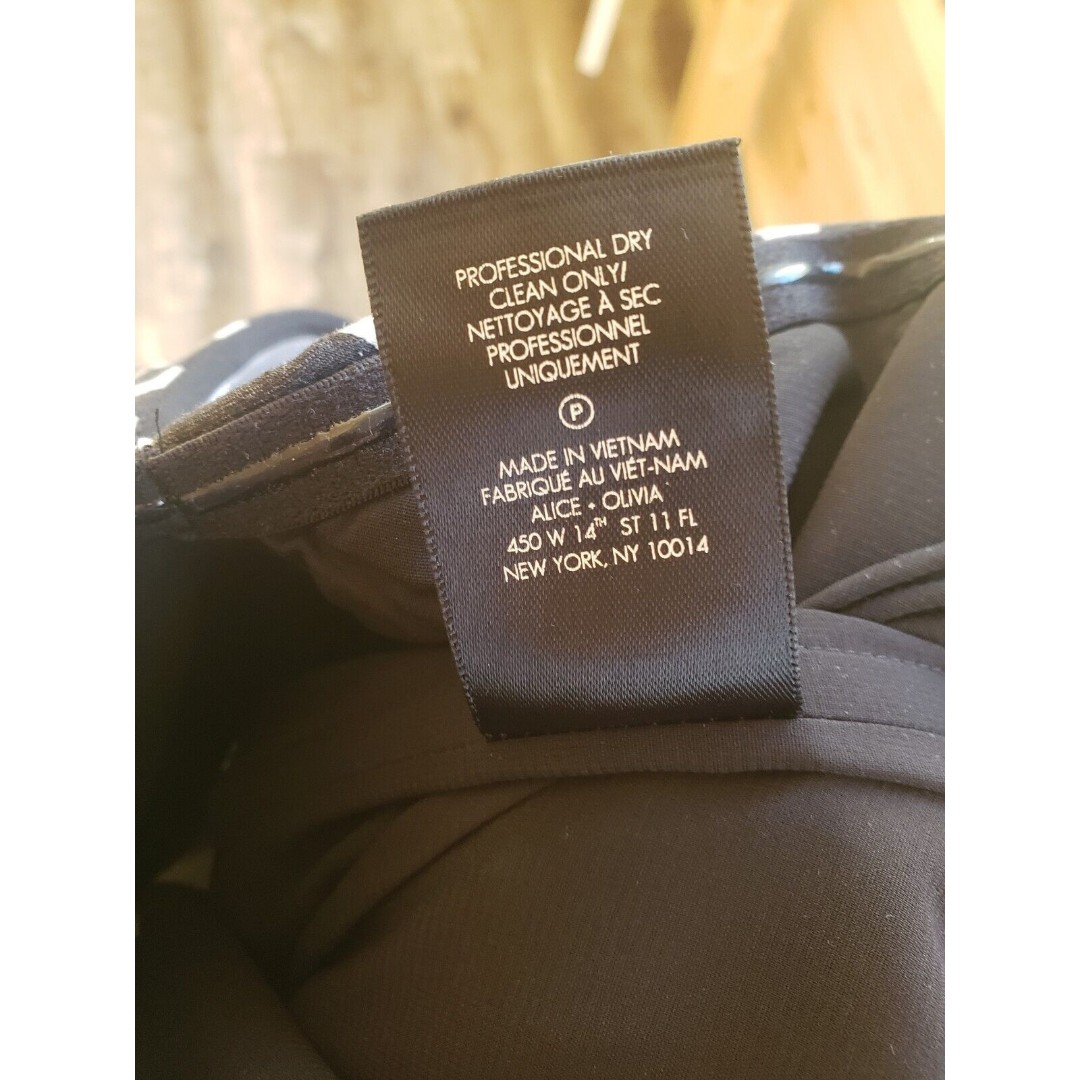 PROFESSIONAL DRY
CLEAN ONLY/
NETTOYAGE À SEC
PROFESSIONNEL
UNIQUEMENT
P
MADE IN VIETNAM
FABRIQUÉ AU VIÉT-NAM
ALICE + OLIVIA
450 W 14TH ST 11 FL
NEW YORK, NY 10014